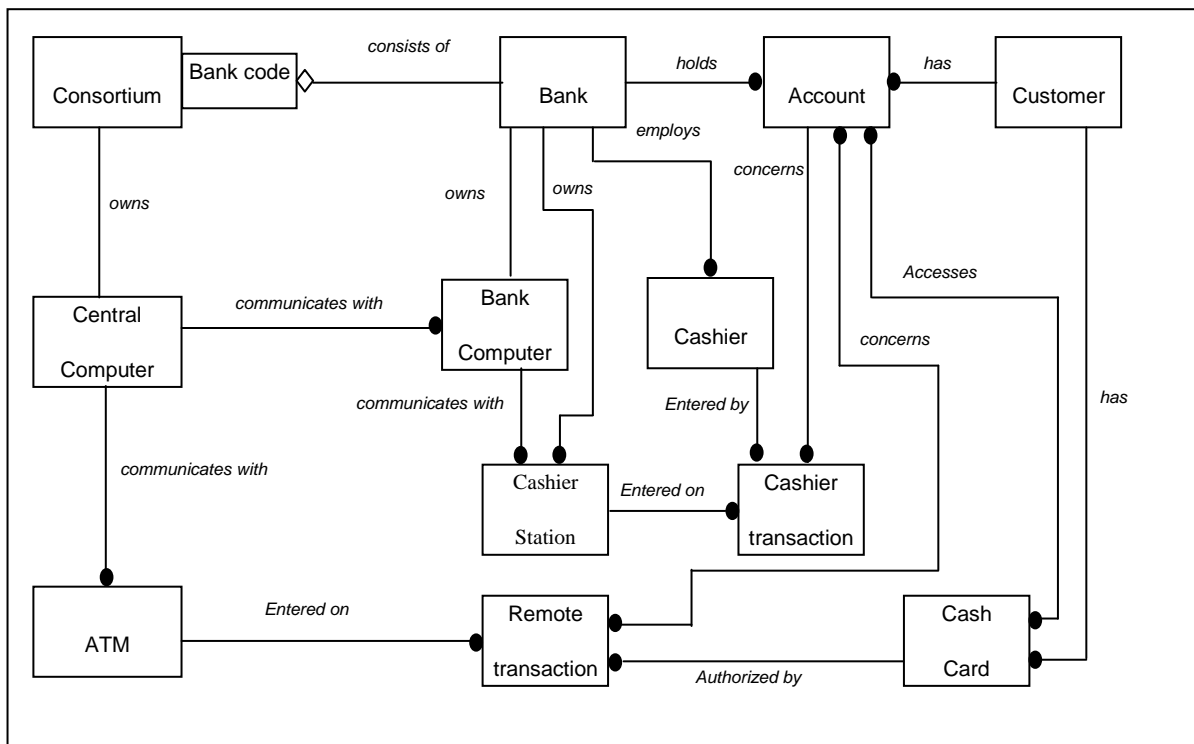 consists of
Bank code
Consortium
holds
has
Bank
Account
Customer
employs
concerns
owns
owns
owns
Accesses
communicates with
Central
Computer
Bank
Computer
Cashier
concerns
communicates with
Entered by
has
communicates with
Cashier
Station
Entered on
Cashier
transaction
Entered on
ATM
Remote
transaction
Authorized by
Cash
Card